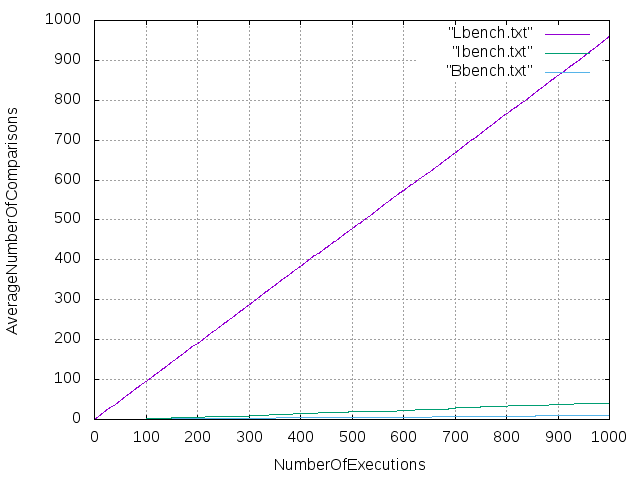 1000
900
800
700
600
500
400
300
200
100
0
AverageNumberOfComparisons
"Lbench.txt"
"Ibench.txt"
"Bbench.txt"
0 100 200 300 400 500 600 700 800 900 1000
NumberOfExecutions